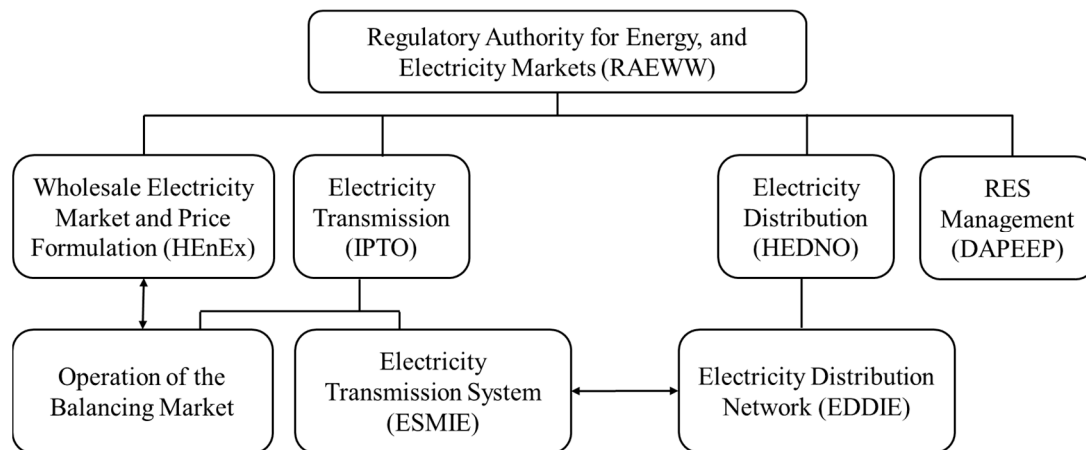 Regulatory Authority for Energy, and
Electricity Markets (RAEWW)
Wholesale Electricity
Market and Price
Formulation (HEnEx)
Electricity
Transmission
(IPTO)
Electricity
Distribution
(HEDNO)
RES
Management
(DAPEEP)
Operation of the
Balancing Market
Electricity
Transmission System
(ESMIE)
Electricity Distribution
Network (EDDIE)